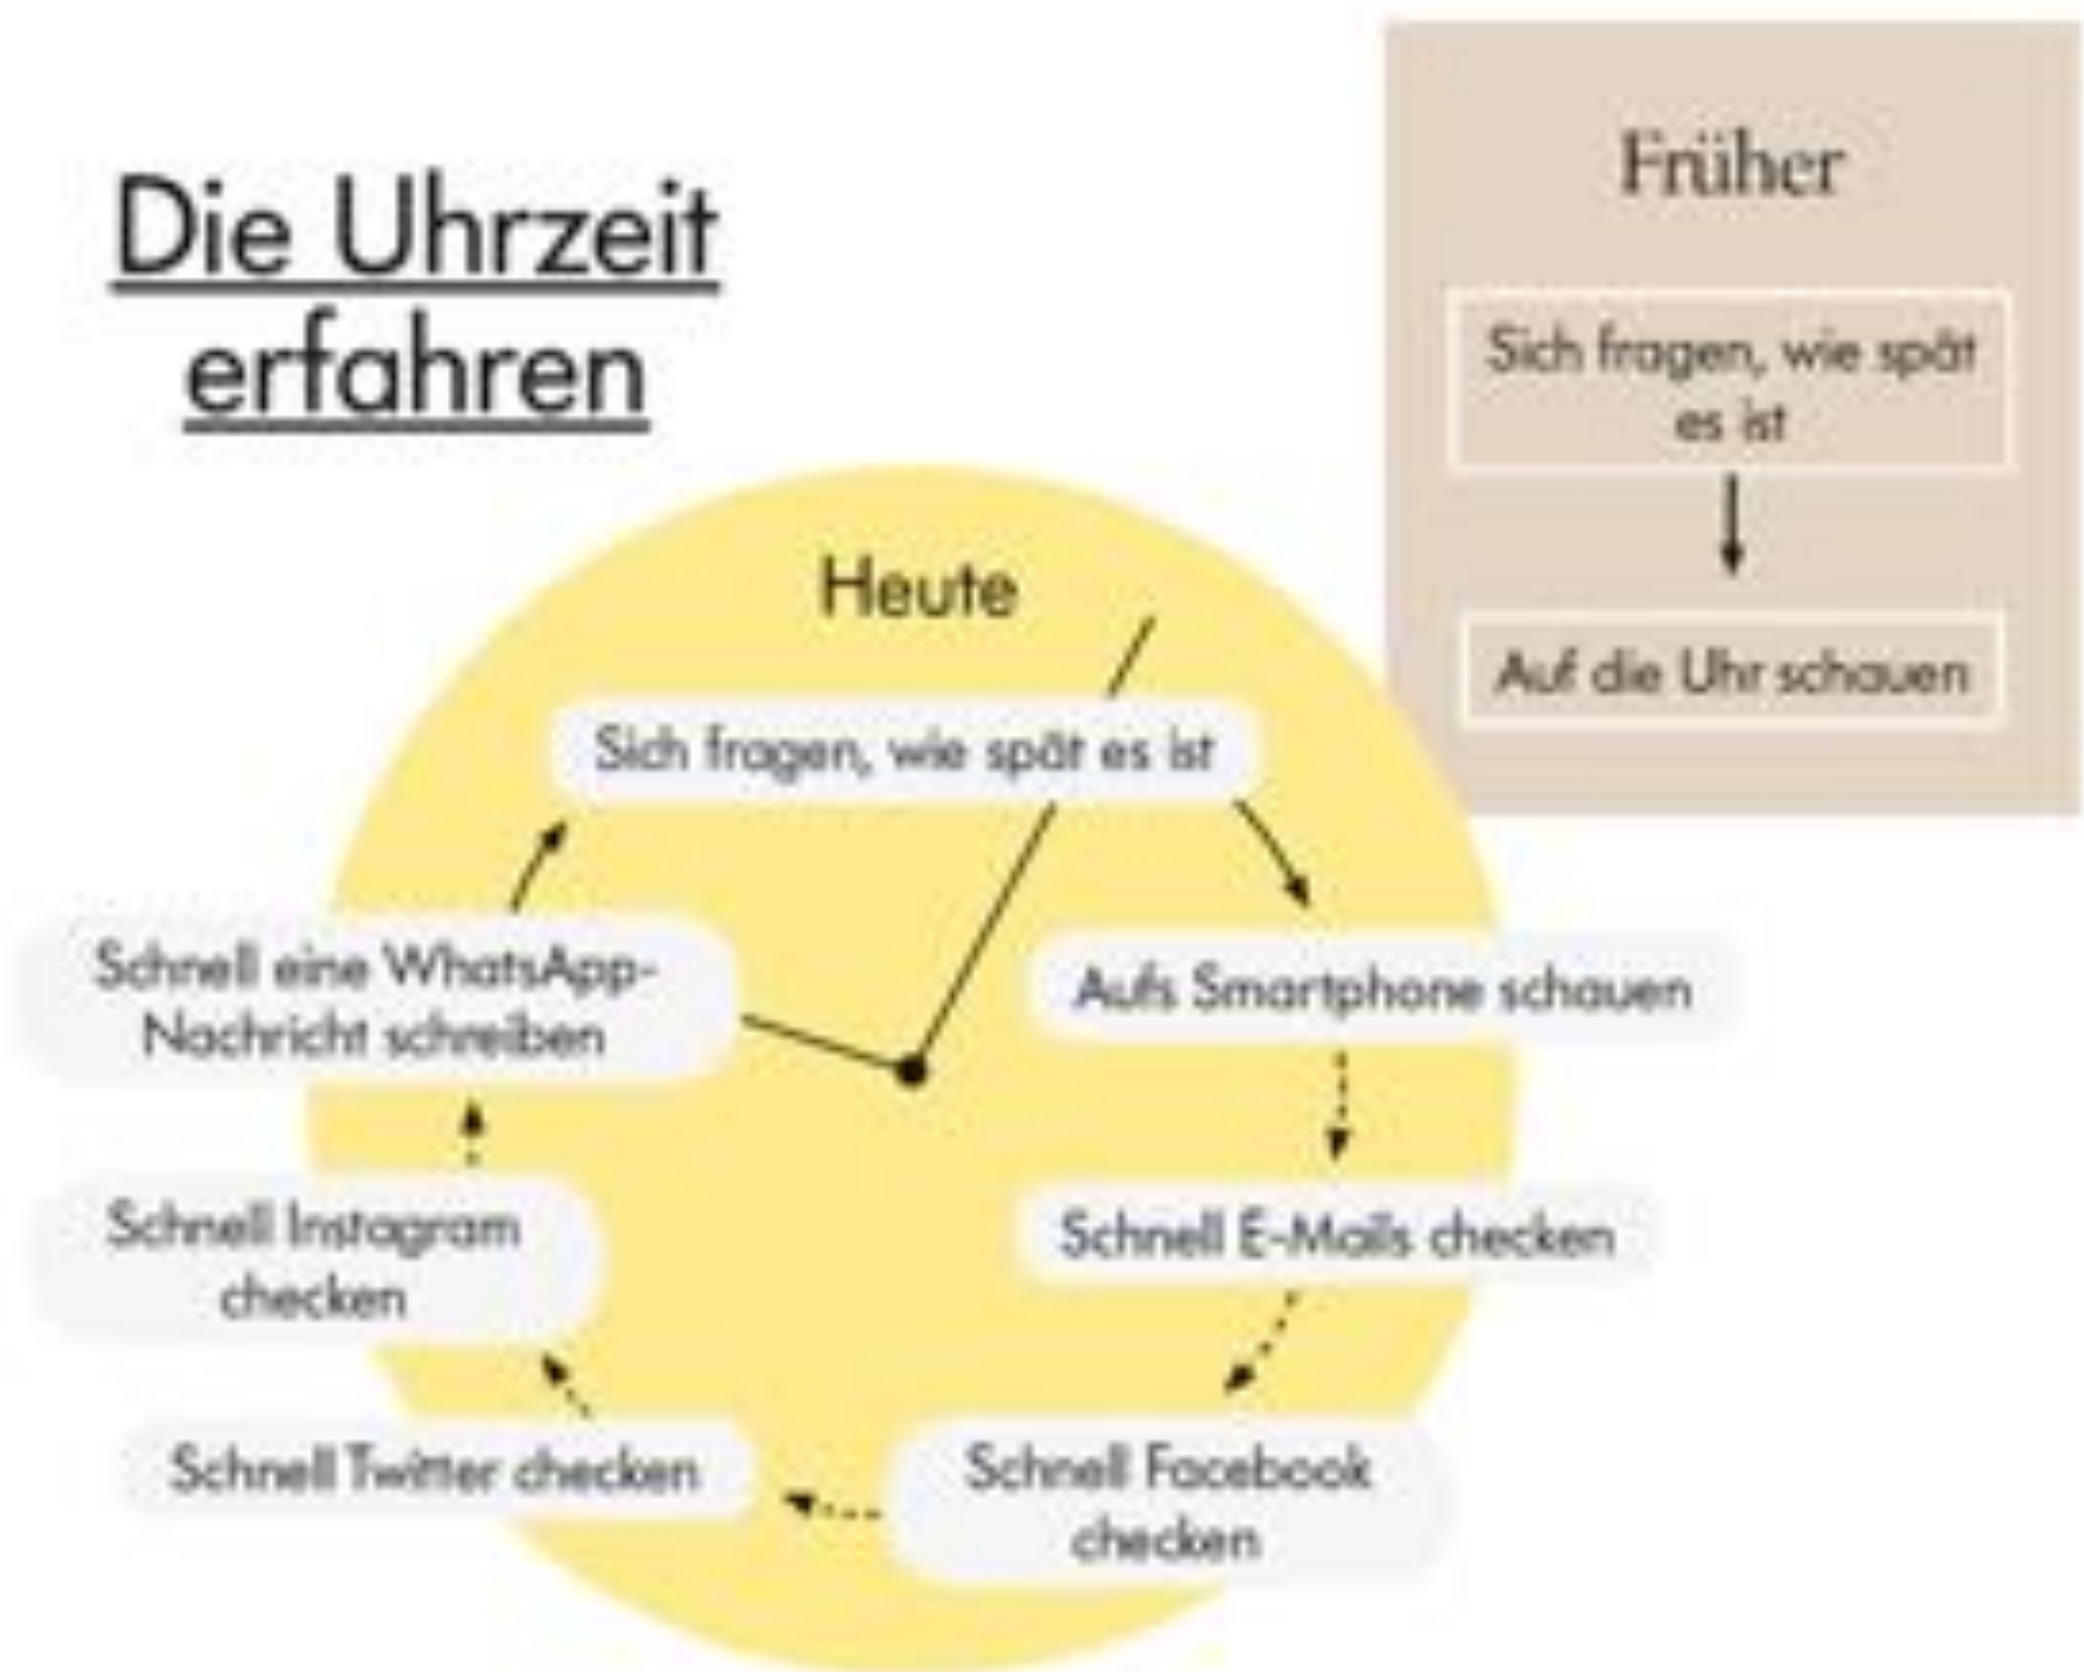 Die Uhrzeit
erfahren
Früher
Sich fragen, wie spät
es ist
Auf die Uhr schauen
Heute
Sich fragen, wie spät es ist
Aufs Smartphone schauen
Schnell E-Mails checken
Schnell Facebook
checken
Schnell Twitter checken
Schnell Instagram
checken
Schnell eine WhatsApp-
Nachricht schreiben